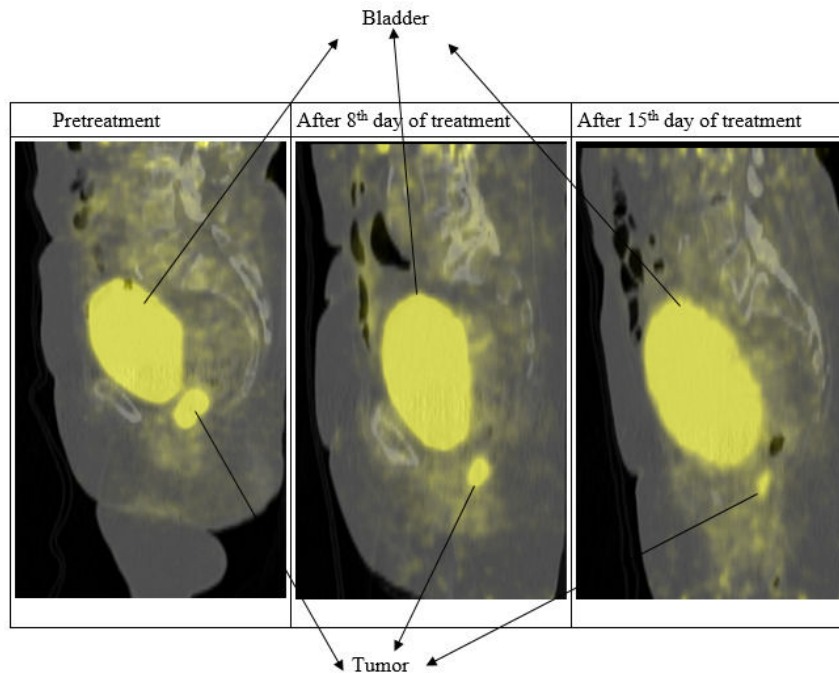 Bladder
Pretreatment
After 8th day of treatment
After 15th day of treatment
Tumor